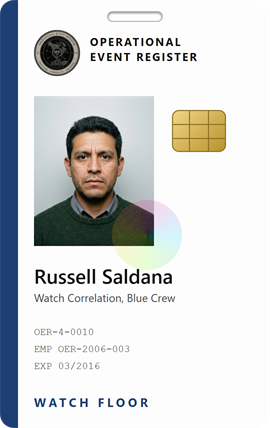 OPERATIONAL
EVENT REGISTER
Russell Saldana
Watch Correlation, Blue Crew
OER-4-0010
EMP OER-2006-003
EXP 03/2016
WATCH FLOOR